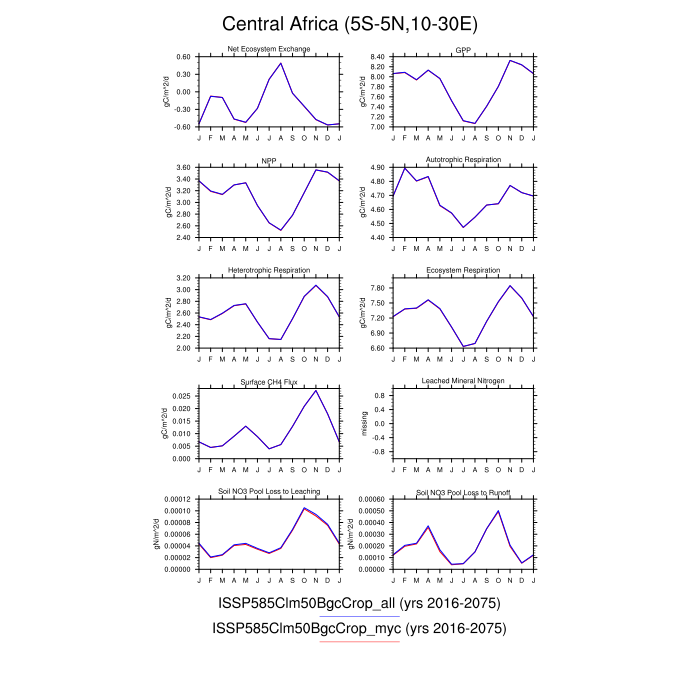 Central Africa (5S-5N,10-30E)
Net Ecosystem Exchange
gC/m^2/d
0.60
0.30
0.00
-0.30
-0.60
J F M A M J J A S O N D J
GPP
gC/m^2/d
8.40
8.20
8.00
7.80
7.60
7.40
7.20
7.00
J F M A M J J A S O N D J
NPP
gC/m^2/d
3.60
3.40
3.20
3.00
2.80
2.60
2.40
J F M A M J J A S O N D J
Autotrophic Respiration
gC/m^2/d
4.90
4.80
4.70
4.60
4.50
4.40
J F M A M J J A S O N D J
Heterotrophic Respiration
gC/m^2/d
3.20
3.00
2.80
2.60
2.40
2.20
2.00
J F M A M J J A S O N D J
Ecosystem Respiration
gC/m^2/d
7.80
7.50
7.20
6.90
6.60
J F M A M J J A S O N D J
Surface CH4 Flux
gC/m^2/d
0.025
0.020
0.015
0.010
0.005
0.000
J F M A M J J A S O N D J
Leached Mineral Nitrogen
missing
0.8
0.4
-0.0
-0.4
-0.8
J F M A M J J A S O N D J
Soil NO3 Pool Loss to Leaching
gN/m^2/d
0.00012
0.00010
0.00008
0.00006
0.00004
0.00002
0.00000
J F M A M J J A S O N D J
Soil NO3 Pool Loss to Runoff
gN/m^2/d
0.00060
0.00050
0.00040
0.00030
0.00020
0.00010
0.00000
J F M A M J J A S O N D J
ISSP585Clm50BgcCrop_all (yrs 2016-2075)
ISSP585Clm50BgcCrop_myc (yrs 2016-2075)